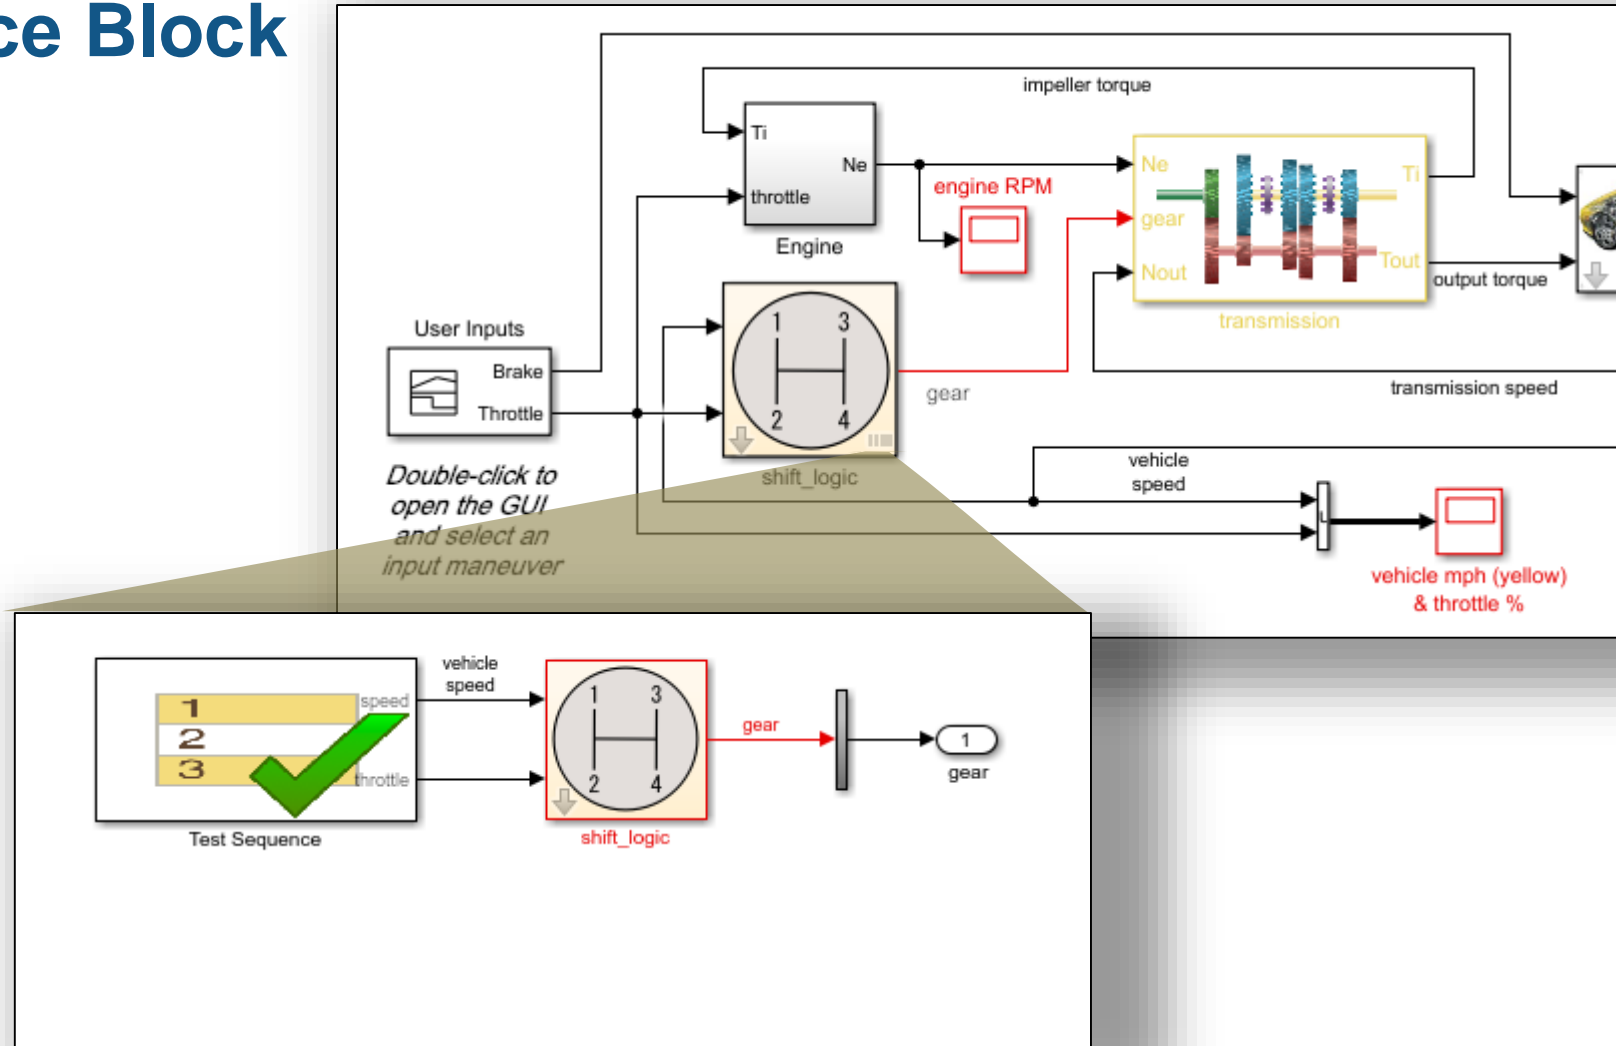 ce Block
impeller torque
Ti
Ne
throttle
Engine
engine RPM
Ne
gear
Nout
Ti
Tout
transmission
output torque
User Inputs
Brake
Throttle
1 3
2 4
shift_logic
gear
transmission speed
Double-click to
open the GUI
and select an
input maneuver
vehicle
speed
vehicle mph (yellow)
& throttle %
1
2
3
speed
throttle
Test Sequence
vehicle
speed
1 3
2 4
shift_logic
gear
1
gear